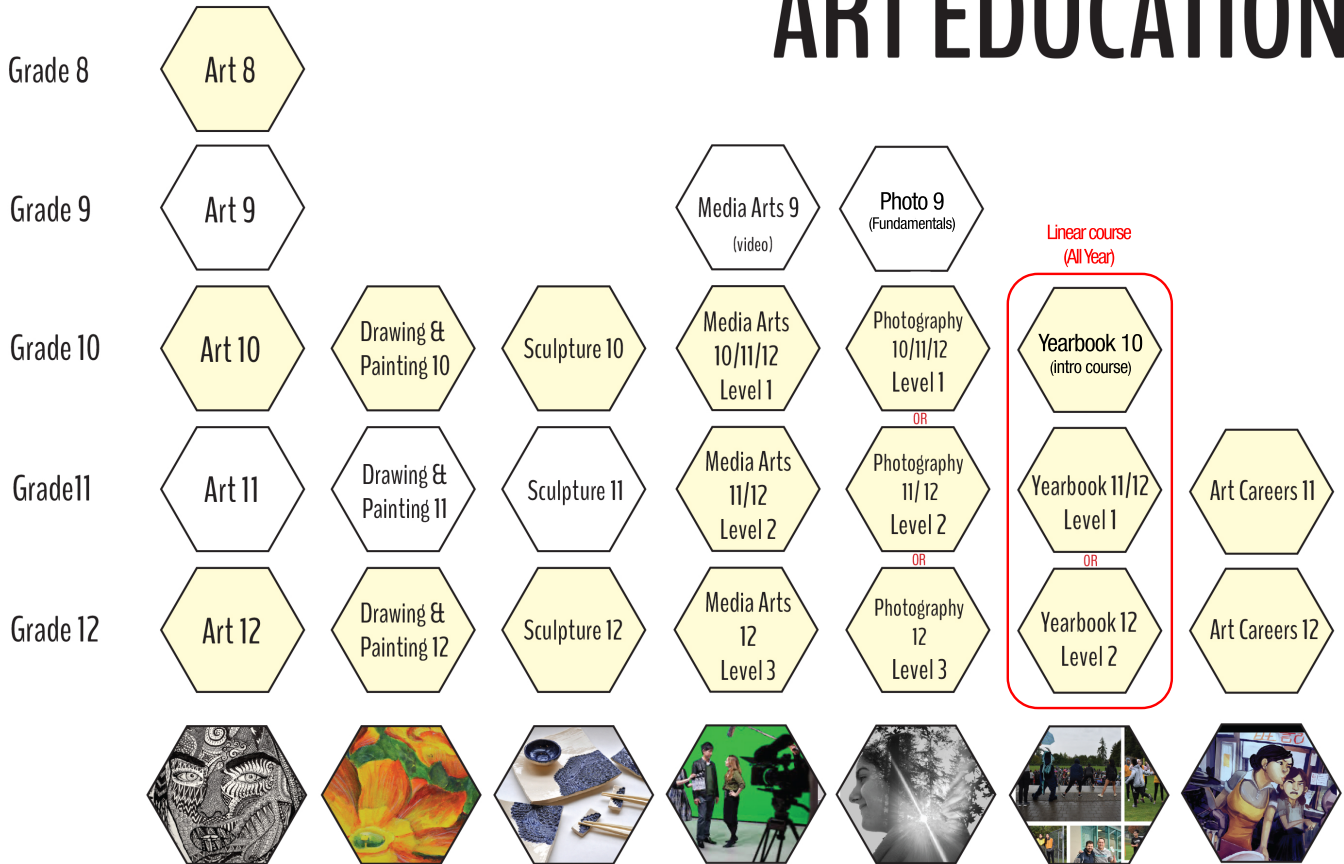 ART EDUCATION
Grade 8
Art 8
Grade 9
Art 9
Media Arts 9
(video)
Photo 9
(Fundamentals)
Linear course
(All Year)
Grade 10
Art 10
Drawing &
Painting 10
Sculpture 10
Media Arts
10/11/12
Level 1
Photography
10/11/12
Level 1
OR
Yearbook 10
(intro course)
Grade11
Art 11
Drawing &
Painting 11
Sculpture 11
Media Arts
11/12
Level 2
Photography
11/ 12
Level 2
OR
Yearbook 11/12
Level 1
OR
Art Careers 11
Grade 12
Art 12
Drawing &
Painting 12
Sculpture 12
Media Arts
12
Level 3
Photography
12
Level 3
Yearbook 12
Level 2
Art Careers 12